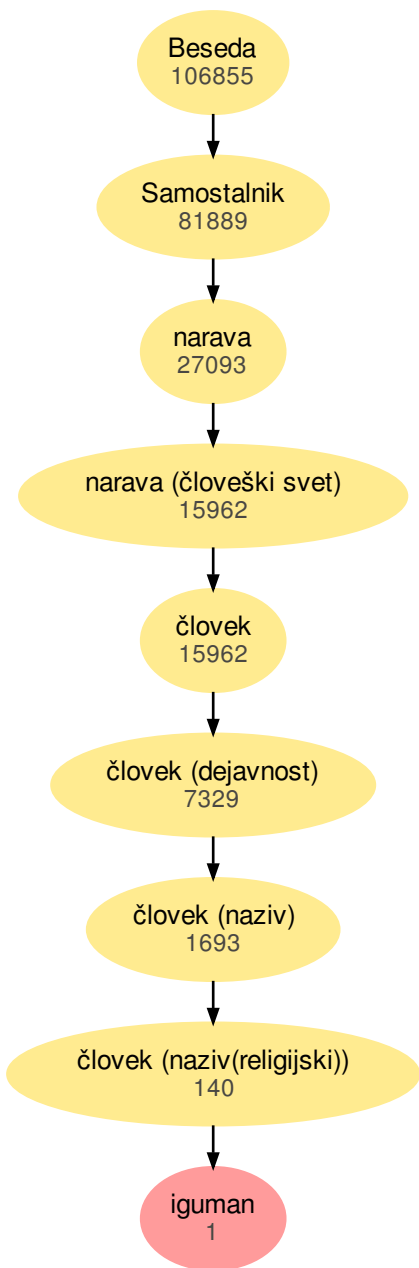 Beseda
106855
Samostalnik
81889
narava
27093
narava (človeški svet)
15962
človek
15962
človek (dejavnost)
7329
človek (naziv)
1693
človek (naziv(religijski))
140
iguman
1